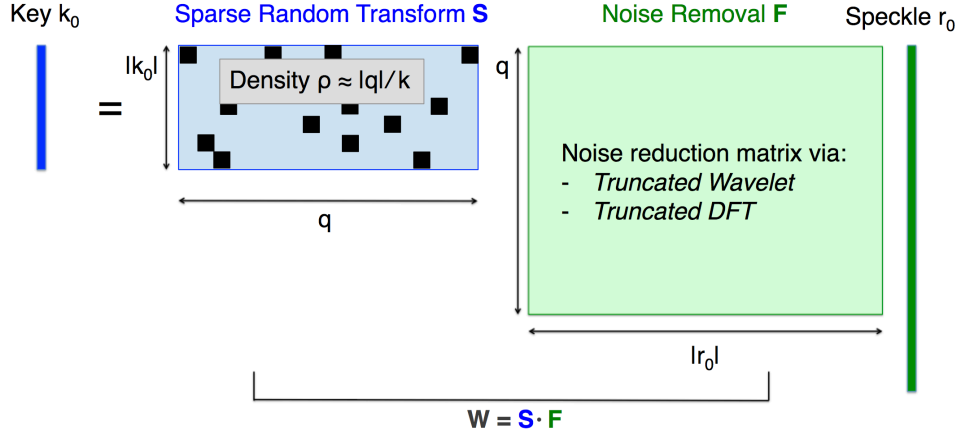 Key k₀
Sparse Random Transform S
Noise Removal F
Speckle r₀
|k₀|
Density ρ ≈ |q|/k
q
=
Noise reduction matrix via:
- Truncated Wavelet
- Truncated DFT
q
|r₀|
W = S · F